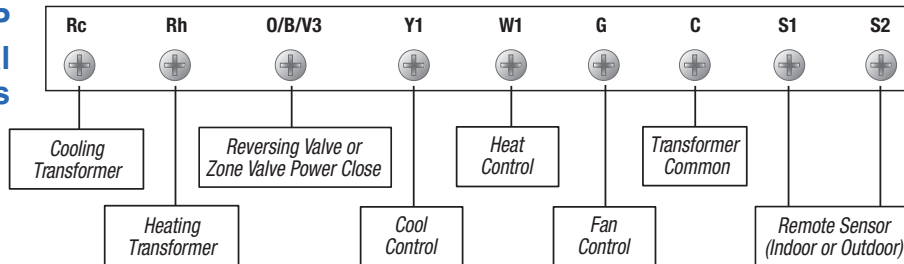 P
al
s
Rc Rh O/B/V3 Y1 W1 G C S1 S2
Cooling
Transformer
Reversing Valve or
Zone Valve Power Close
Heat
Control
Transformer
Common
Heating
Transformer
Cool
Control
Fan
Control
Remote Sensor
(Indoor or Outdoor)